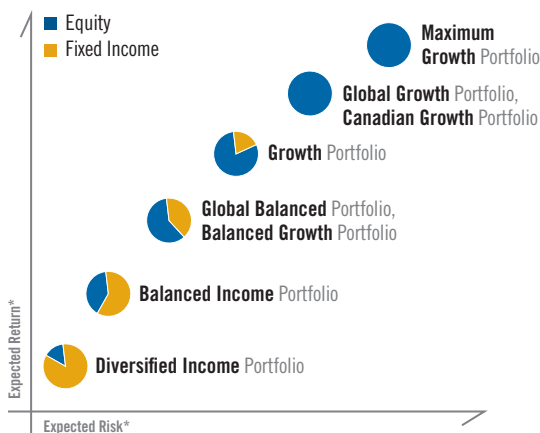 Equity
Fixed Income
Maximum
Growth Portfolio
Global Growth Portfolio,
Canadian Growth Portfolio
Growth Portfolio
Global Balanced Portfolio,
Balanced Growth Portfolio
Balanced Income Portfolio
Diversified Income Portfolio
Expected Return*
Expected Risk*